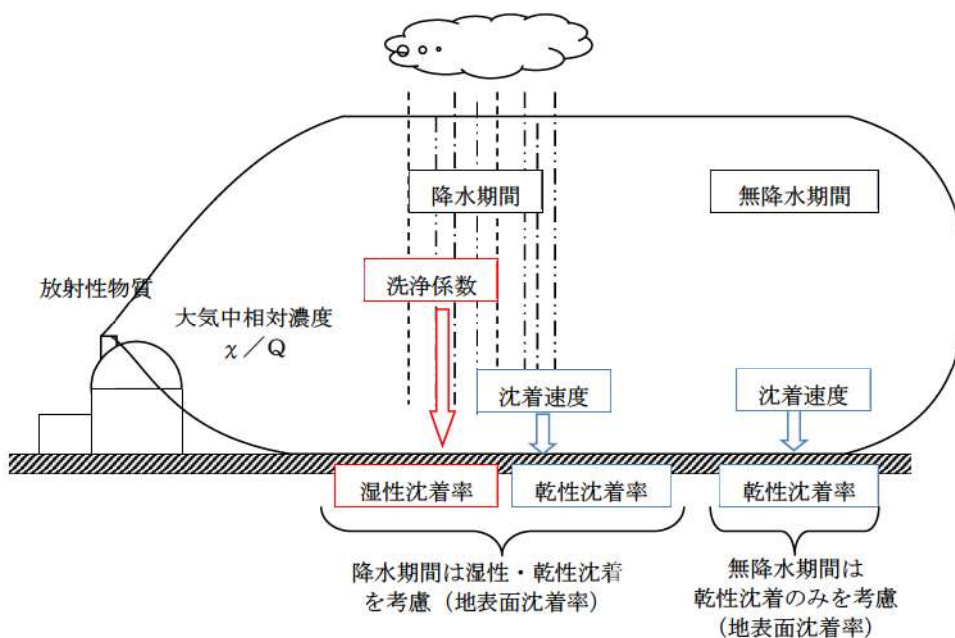 降水期間
無降水期間
洗浄係数
放射性物質
大気中相対濃度
χ／Q
沈着速度
沈着速度
湿性沈着率
乾性沈着率
乾性沈着率
降水期間は湿性・乾性沈着
を考慮（地表面沈着率）
無降水期間は
乾性沈着のみを考慮
（地表面沈着率）